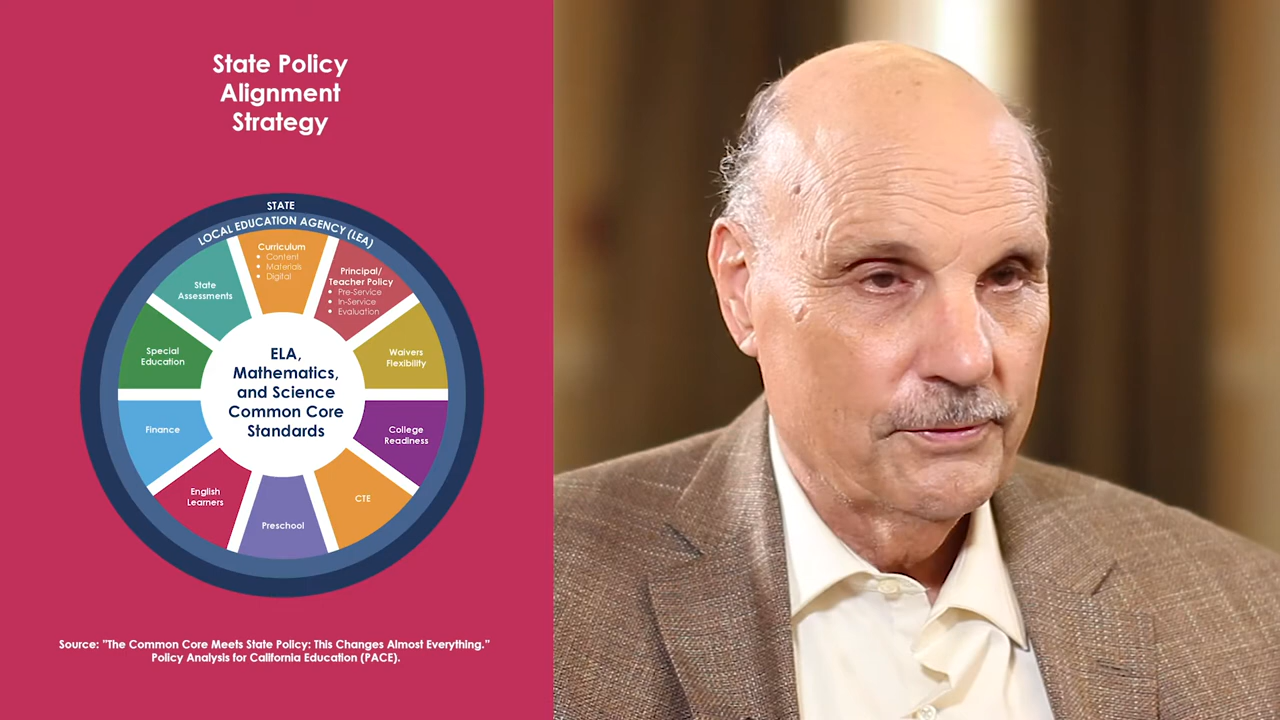 State Policy
Alignment
Strategy
STATE
LOCAL EDUCATION AGENCY (LEA)
Curriculum
• Content
• Materials
• Digital
Principal/
Teacher Policy
• Pre-Service
• In-Service
• Evaluation
Waivers
Flexibility
College
Readiness
CTE
Preschool
English
Learners
Finance
Special
Education
State
Assessments
ELA,
Mathematics,
and Science
Common Core
Standards
Source: "The Common Core Meets State Policy: This Changes Almost Everything."
Policy Analysis for California Education (PACE).